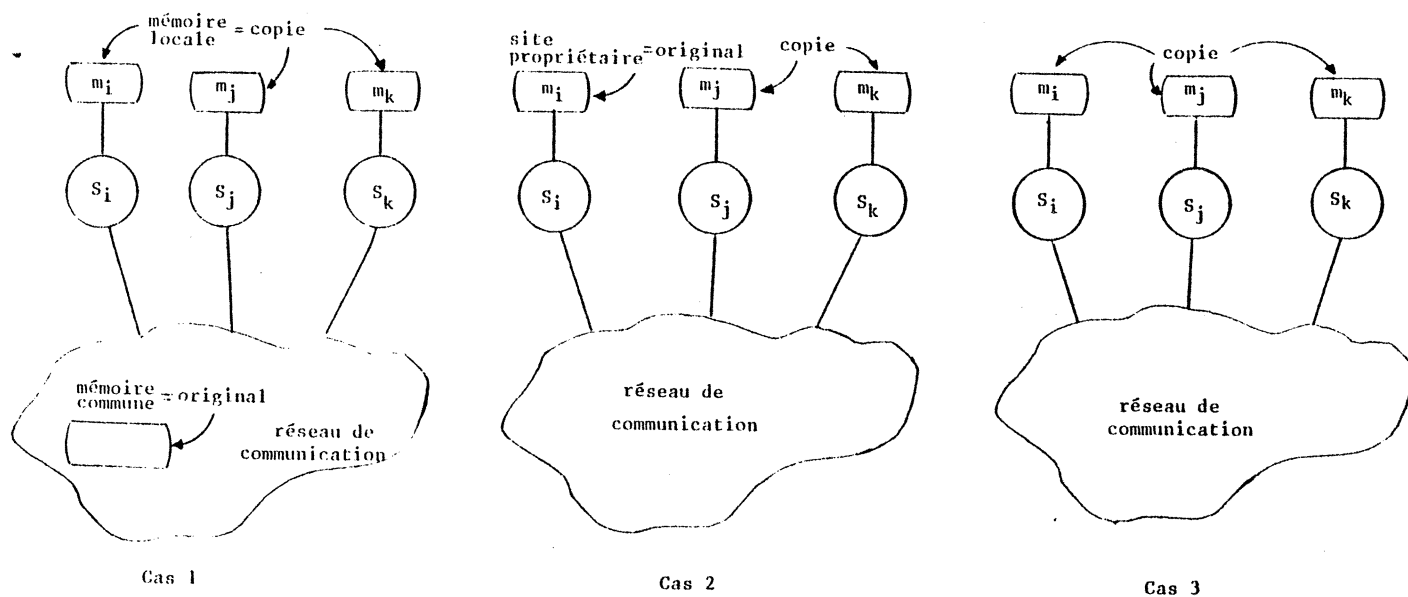 mémoire
locale = copie
m_i
m_j
m_k
S_i
S_j
S_k
mémoire
commune = original
réseau de
communication
Cas 1
site
propriétaire = original
copie
m_i
m_j
m_k
S_i
S_j
S_k
réseau de
communication
Cas 2
copie
m_i
m_j
m_k
S_i
S_j
S_k
réseau de
communication
Cas 3